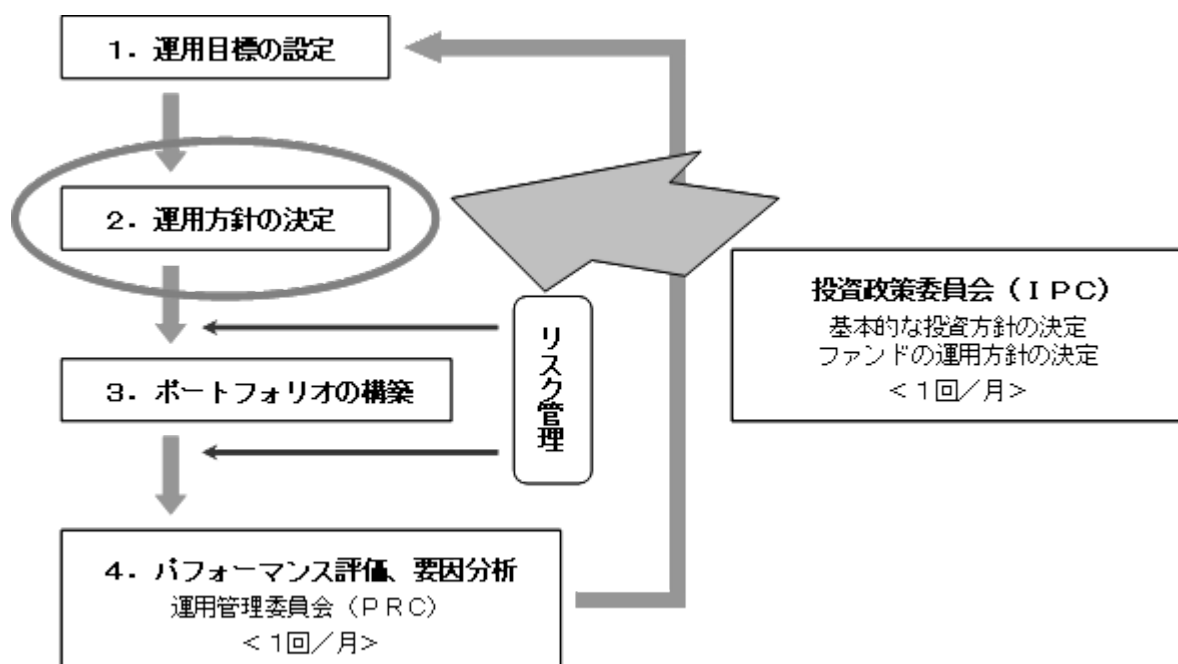 １．運用目標の設定
２．運用方針の決定
３．ポートフォリオの構築
４．パフォーマンス評価、要因分析
運用管理委員会（ＰＲＣ）
＜１回／月＞
リスク管理
投資政策委員会（ＩＰＣ）
基本的な投資方針の決定
ファンドの運用方針の決定
＜１回／月＞